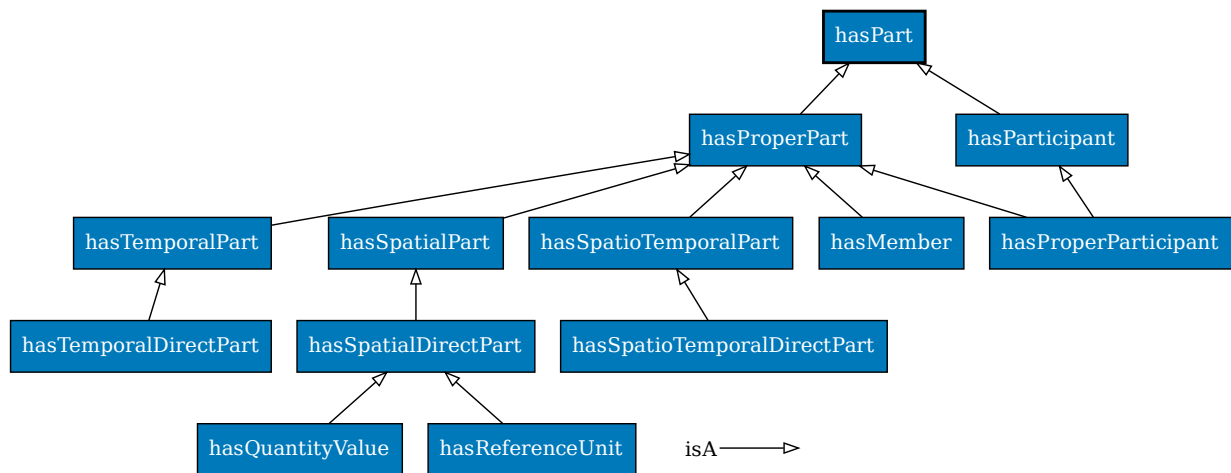 hasPart
hasProperPart
hasParticipant
hasTemporalPart
hasSpatialPart
hasSpatioTemporalPart
hasMember
hasProperParticipant
hasTemporalDirectPart
hasSpatialDirectPart
hasSpatioTemporalDirectPart
hasQuantityValue
hasReferenceUnit
isA